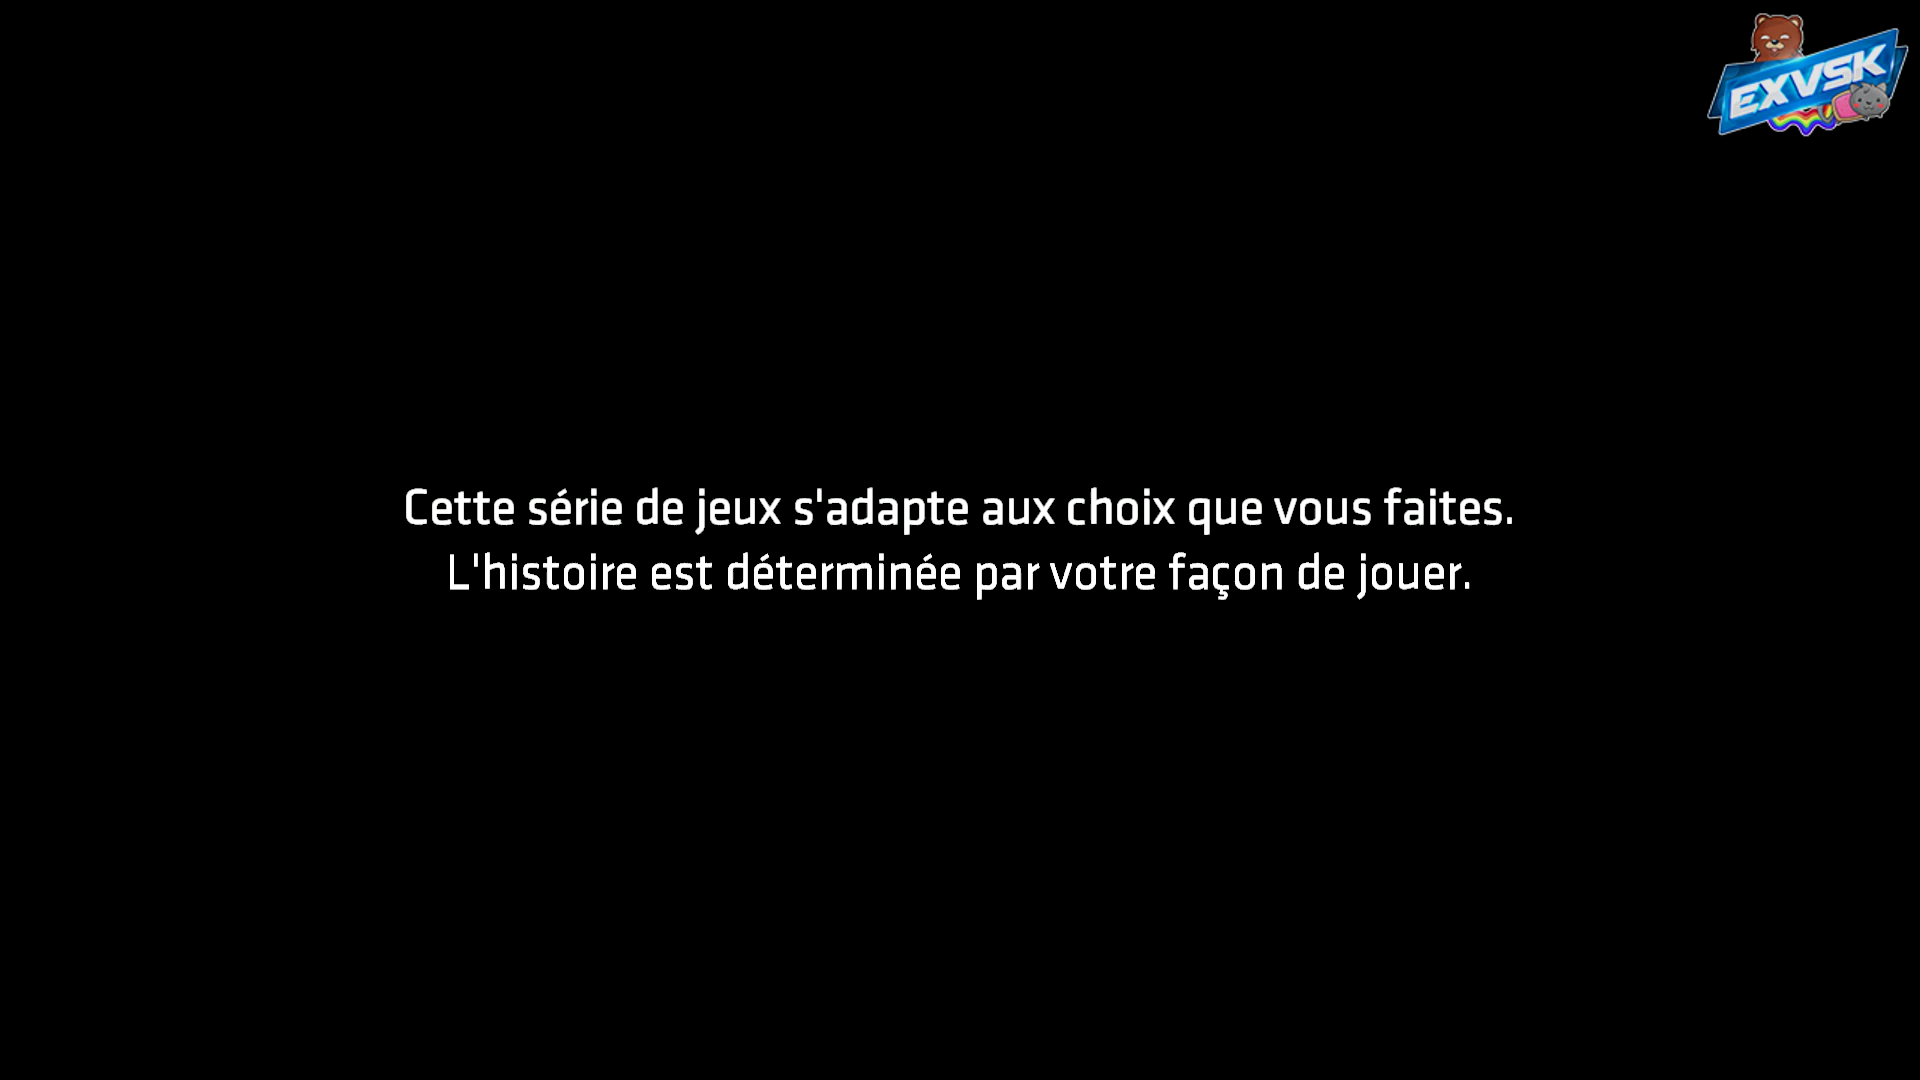 EXVSK
Cette série de jeux s'adapte aux choix que vous faites.
L'histoire est déterminée par votre façon de jouer.